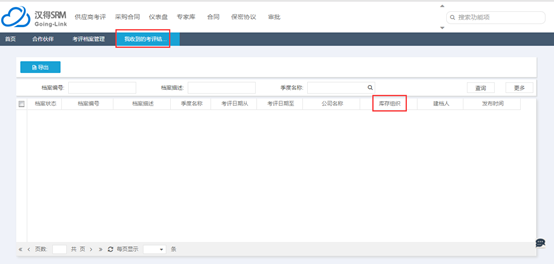 汉得SRM
Going-Link
供应商考评 采购合同 仪表盘 专家库 合同 保密协议 审批
搜索功能项
首页 合作伙伴 考评档案管理 我收到的考评结...
导出
档案编号 档案描述 季度名称 查询 更多
档案状态 档案编号 档案描述 季度名称 考评日期从 考评日期至 公司名称 库存组织 建档人 发布时间
页数 共 页 每页显示 条